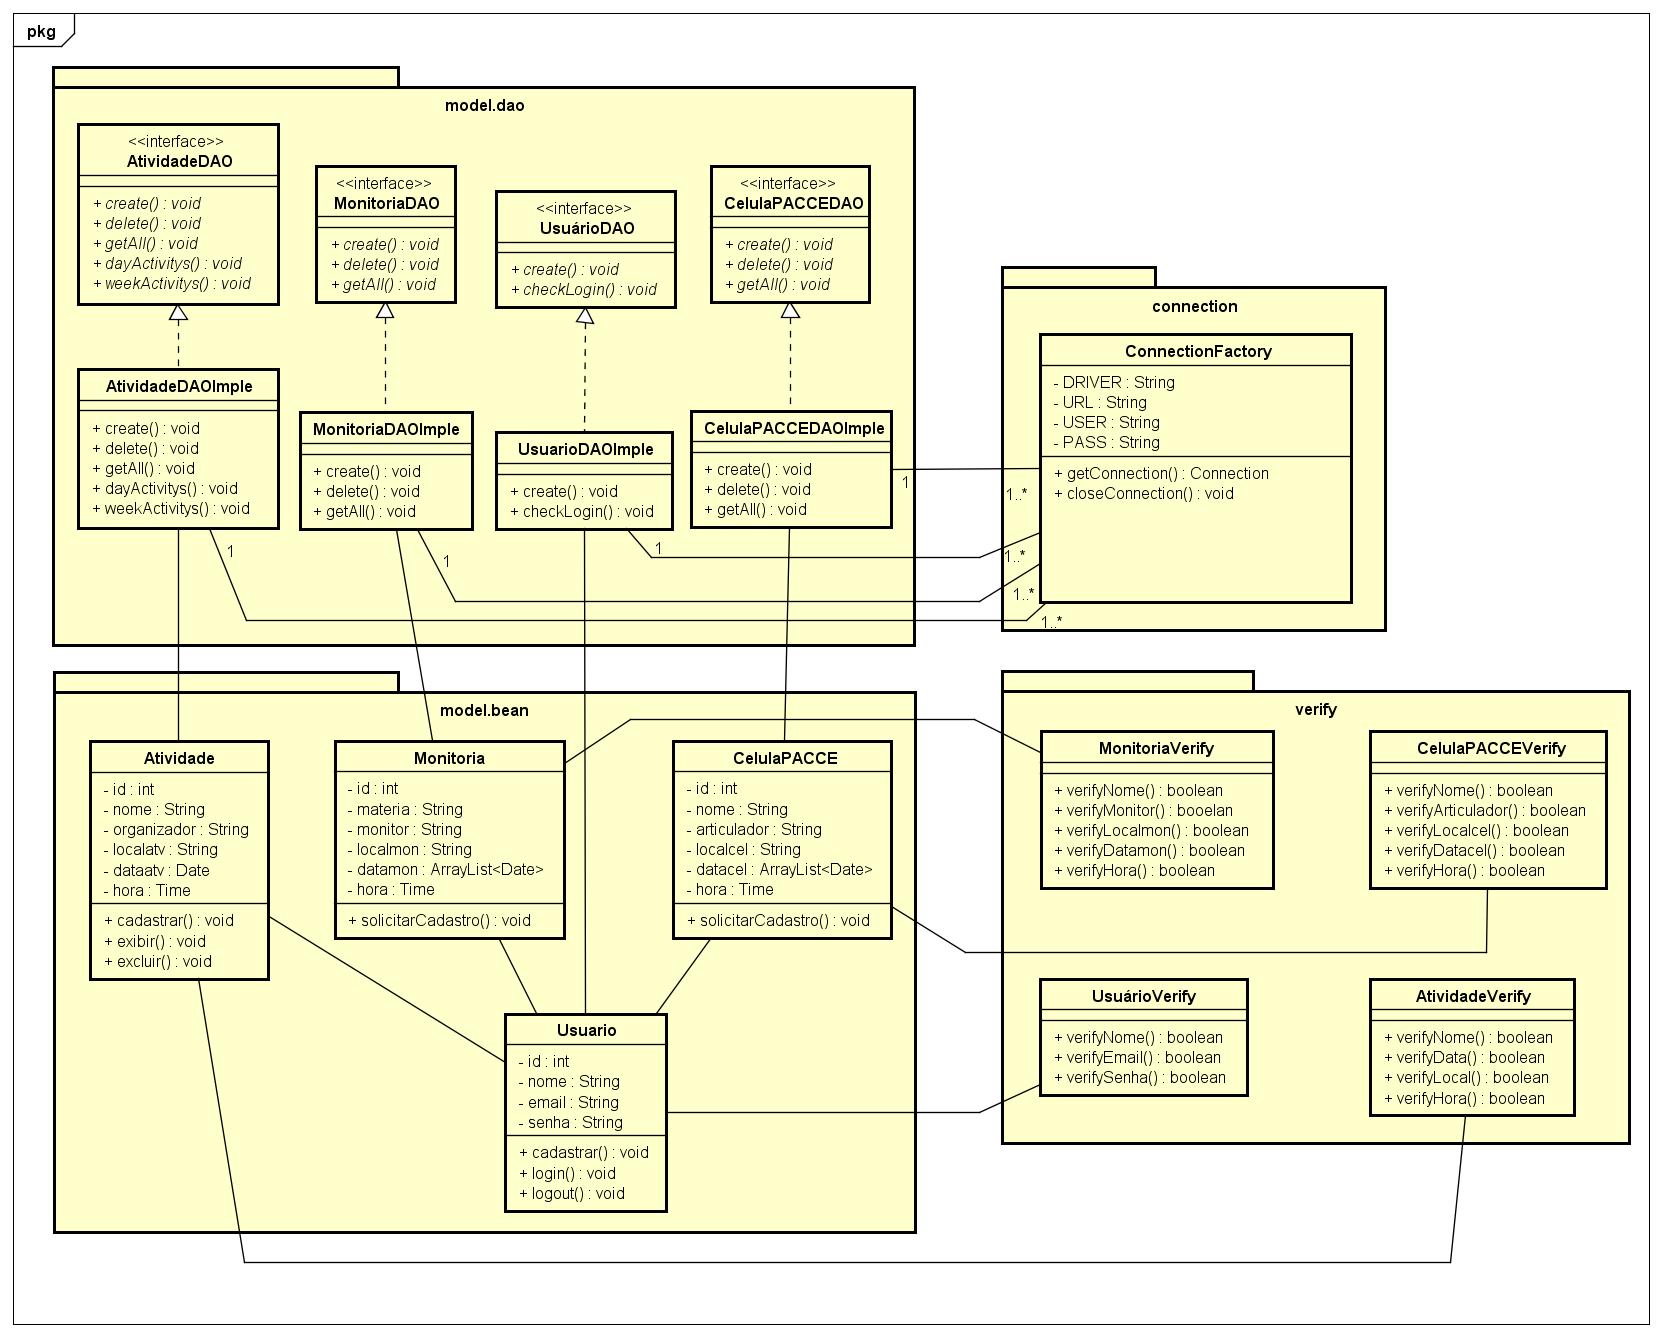 pkg
model.dao
<<interface>>
AtividadeDAO
+ create() : void
+ delete() : void
+ getAll() : void
+ dayActivitys() : void
+ weekActivitys() : void
<<interface>>
MonitoriaDAO
+ create() : void
+ delete() : void
+ getAll() : void
<<interface>>
UsuárioDAO
+ create() : void
+ checkLogin() : void
<<interface>>
CelulaPACCEDAO
+ create() : void
+ delete() : void
+ getAll() : void
AtividadeDAOImple
+ create() : void
+ delete() : void
+ getAll() : void
+ dayActivitys() : void
+ weekActivitys() : void
MonitoriaDAOImple
+ create() : void
+ delete() : void
+ getAll() : void
UsuarioDAOImple
+ create() : void
+ checkLogin() : void
CelulaPACCEDAOImple
+ create() : void
+ delete() : void
+ getAll() : void
1
1
1
1
connection
ConnectionFactory
- DRIVER : String
- URL : String
- USER : String
- PASS : String
+ getConnection() : Connection
+ closeConnection() : void
1..*
1..*
1..*
1..*
model.bean
Atividade
- id : int
- nome : String
- organizador : String
- localatv : String
- dataatv : Date
- hora : Time
+ cadastrar() : void
+ exibir() : void
+ excluir() : void
Monitoria
- id : int
- materia : String
- monitor : String
- localmon : String
- datamon : ArrayList<Date>
- hora : Time
+ solicitarCadastro() : void
CelulaPACCE
- id : int
- nome : String
- articulador : String
- localcel : String
- datacel : ArrayList<Date>
- hora : Time
+ solicitarCadastro() : void
Usuario
- id : int
- nome : String
- email : String
- senha : String
+ cadastrar() : void
+ login() : void
+ logout() : void
verify
MonitoriaVerify
+ verifyNome() : boolean
+ verifyMonitor() : booelan
+ verifyLocalmon() : boolean
+ verifyDatamon() : boolean
+ verifyHora() : boolean
CelulaPACCEVerify
+ verifyNome() : boolean
+ verifyArticulador() : boolean
+ verifyLocalcel() : boolean
+ verifyDatacel() : boolean
+ verifyHora() : boolean
UsuárioVerify
+ verifyNome() : boolean
+ verifyEmail() : boolean
+ verifySenha() : boolean
AtividadeVerify
+ verifyNome() : boolean
+ verifyData() : boolean
+ verifyLocal() : boolean
+ verifyHora() : boolean